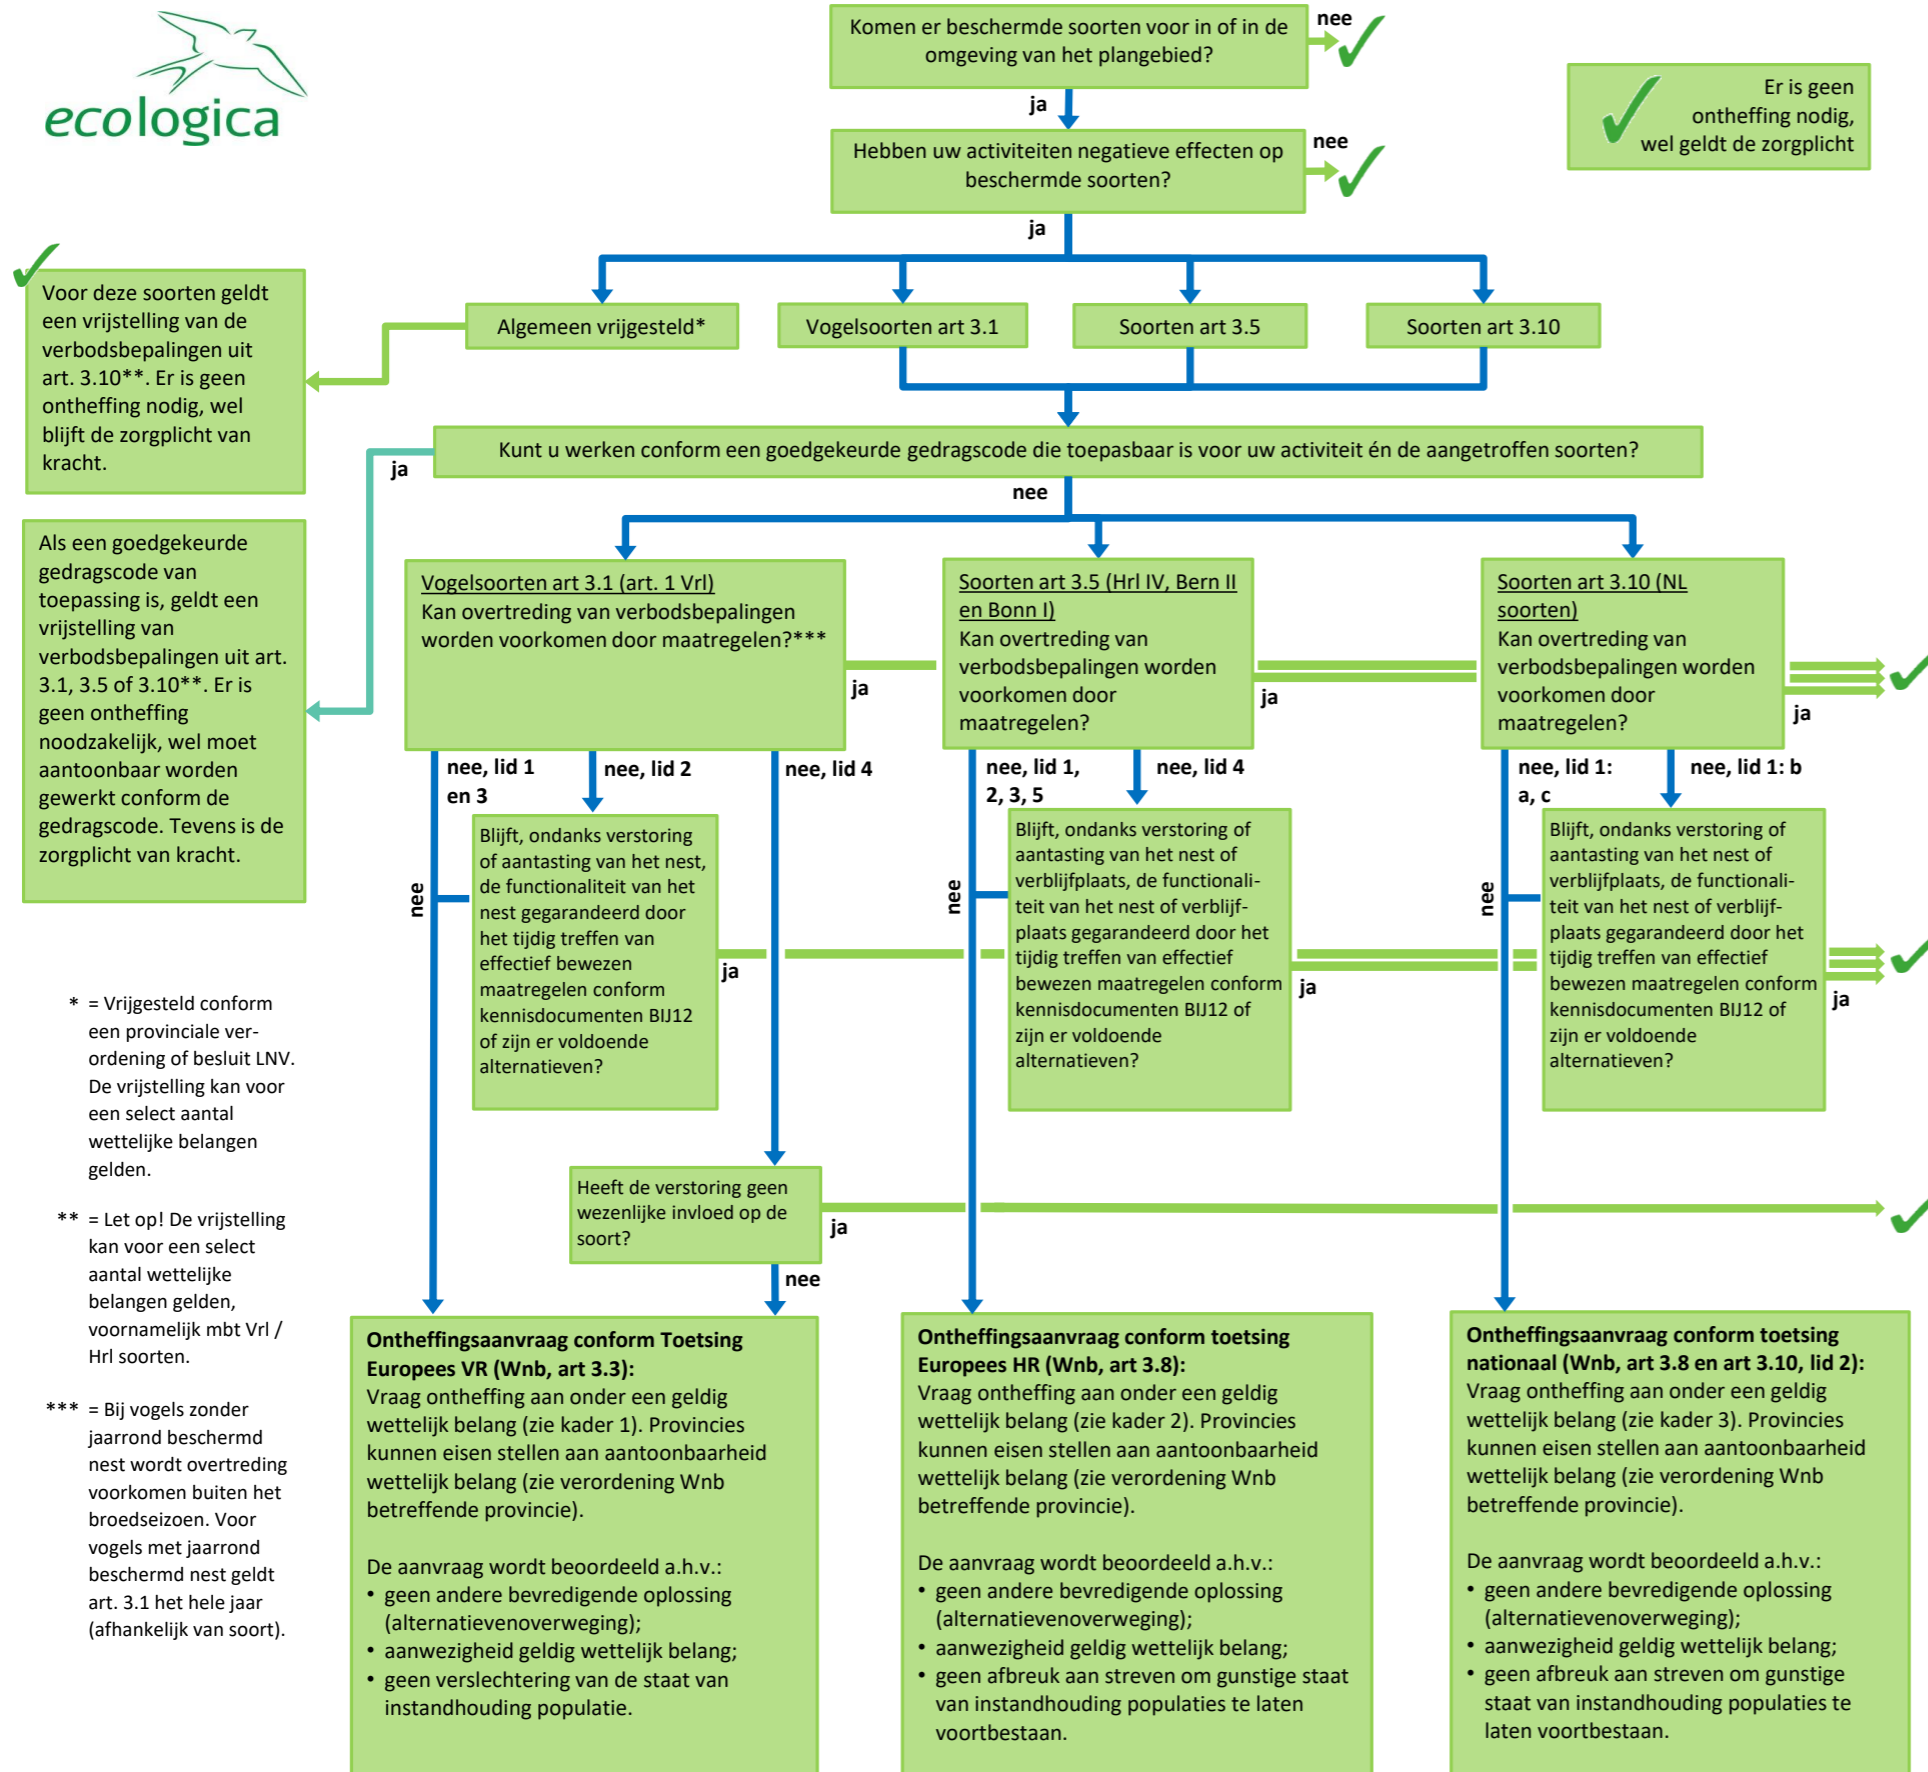 ecologica
Komen er beschermde soorten voor in of in de
omgeving van het plangebied?
nee
Er is geen
ontheffing nodig,
wel geldt de zorgplicht
ja
Hebben uw activiteiten negatieve effecten op
beschermde soorten?
nee
ja
Voor deze soorten geldt
een vrijstelling van de
verbodsbepalingen uit
art. 3.10**. Er is geen
ontheffing nodig, wel
blijft de zorgplicht van
kracht.
Algemeen vrijgesteld*
Vogelsoorten art 3.1
Soorten art 3.5
Soorten art 3.10
Kunt u werken conform een goedgekeurde gedragscode die toepasbaar is voor uw activiteit én de aangetroffen soorten?
ja
nee
Als een goedgekeurde
gedragscode van
toepassing is, geldt een
vrijstelling van
verbodsbepalingen uit art.
3.1, 3.5 of 3.10**. Er is
geen ontheffing
noodzakelijk, wel moet
aantoonbaar worden
gewerkt conform de
gedragscode. Tevens is de
zorgplicht van kracht.
Vogelsoorten art 3.1 (art. 1 Vrl)
Kan overtreding van verbodsbepalingen
worden voorkomen door maatregelen?***
ja
Soorten art 3.5 (Hrl IV, Bern II
en Bonn I)
Kan overtreding van
verbodsbepalingen worden
voorkomen door
maatregelen?
ja
Soorten art 3.10 (NL
soorten)
Kan overtreding van
verbodsbepalingen worden
voorkomen door
maatregelen?
ja
nee, lid 1
en 3
nee, lid 2
nee, lid 4
nee, lid 1,
2, 3, 5
nee, lid 4
nee, lid 1:
a, c
nee, lid 1: b
nee
Blijft, ondanks verstoring
of aantasting van het nest,
de functionaliteit van het
nest gegarandeerd door
het tijdig treffen van
effectief bewezen
maatregelen conform
kennisdocumenten BIJ12
of zijn er voldoende
alternatieven?
ja
nee
Blijft, ondanks verstoring of
aantasting van het nest of
verblijfplaats, de functionali-
teit van het nest of verblijf-
plaats gegarandeerd door het
tijdig treffen van effectief
bewezen maatregelen conform
kennisdocumenten BIJ12 of
zijn er voldoende
alternatieven?
ja
nee
Blijft, ondanks verstoring of
aantasting van het nest of
verblijfplaats, de functionali-
teit van het nest of verblijf-
plaats gegarandeerd door het
tijdig treffen van effectief
bewezen maatregelen conform
kennisdocumenten BIJ12 of
zijn er voldoende
alternatieven?
ja
* = Vrijgesteld conform
een provinciale ver-
ordening of besluit LNV.
De vrijstelling kan voor
een select aantal
wettelijke belangen
gelden.
** = Let op! De vrijstelling
kan voor een select
aantal wettelijke
belangen gelden,
voornamelijk mbt Vrl /
Hrl soorten.
*** = Bij vogels zonder
jaarrond beschermd
nest wordt overtreding
voorkomen buiten het
broedseizoen. Voor
vogels met jaarrond
beschermd nest geldt
art. 3.1 het hele jaar
(afhankelijk van soort).
Heeft de verstoring geen
wezenlijke invloed op de
soort?
ja
nee
Ontheffingsaanvraag conform Toetsing
Europees VR (Wnb, art 3.3):
Vraag ontheffing aan onder een geldig
wettelijk belang (zie kader 1). Provincies
kunnen eisen stellen aan aantoonbaarheid
wettelijk belang (zie verordening Wnb
betreffende provincie).
De aanvraag wordt beoordeeld a.h.v.:
• geen andere bevredigende oplossing
(alternatievenoverweging);
• aanwezigheid geldig wettelijk belang;
• geen verslechtering van de staat van
instandhouding populatie.
Ontheffingsaanvraag conform toetsing
Europees HR (Wnb, art 3.8):
Vraag ontheffing aan onder een geldig
wettelijk belang (zie kader 2). Provincies
kunnen eisen stellen aan aantoonbaarheid
wettelijk belang (zie verordening Wnb
betreffende provincie).
De aanvraag wordt beoordeeld a.h.v.:
• geen andere bevredigende oplossing
(alternatievenoverweging);
• aanwezigheid geldig wettelijk belang;
• geen afbreuk aan streven om gunstige staat
van instandhouding populaties te laten
voortbestaan.
Ontheffingsaanvraag conform toetsing
nationaal (Wnb, art 3.8 en art 3.10, lid 2):
Vraag ontheffing aan onder een geldig
wettelijk belang (zie kader 3). Provincies
kunnen eisen stellen aan aantoonbaarheid
wettelijk belang (zie verordening Wnb
betreffende provincie).
De aanvraag wordt beoordeeld a.h.v.:
• geen andere bevredigende oplossing
(alternatievenoverweging);
• aanwezigheid geldig wettelijk belang;
• geen afbreuk aan streven om gunstige
staat van instandhouding populaties te
laten voortbestaan.